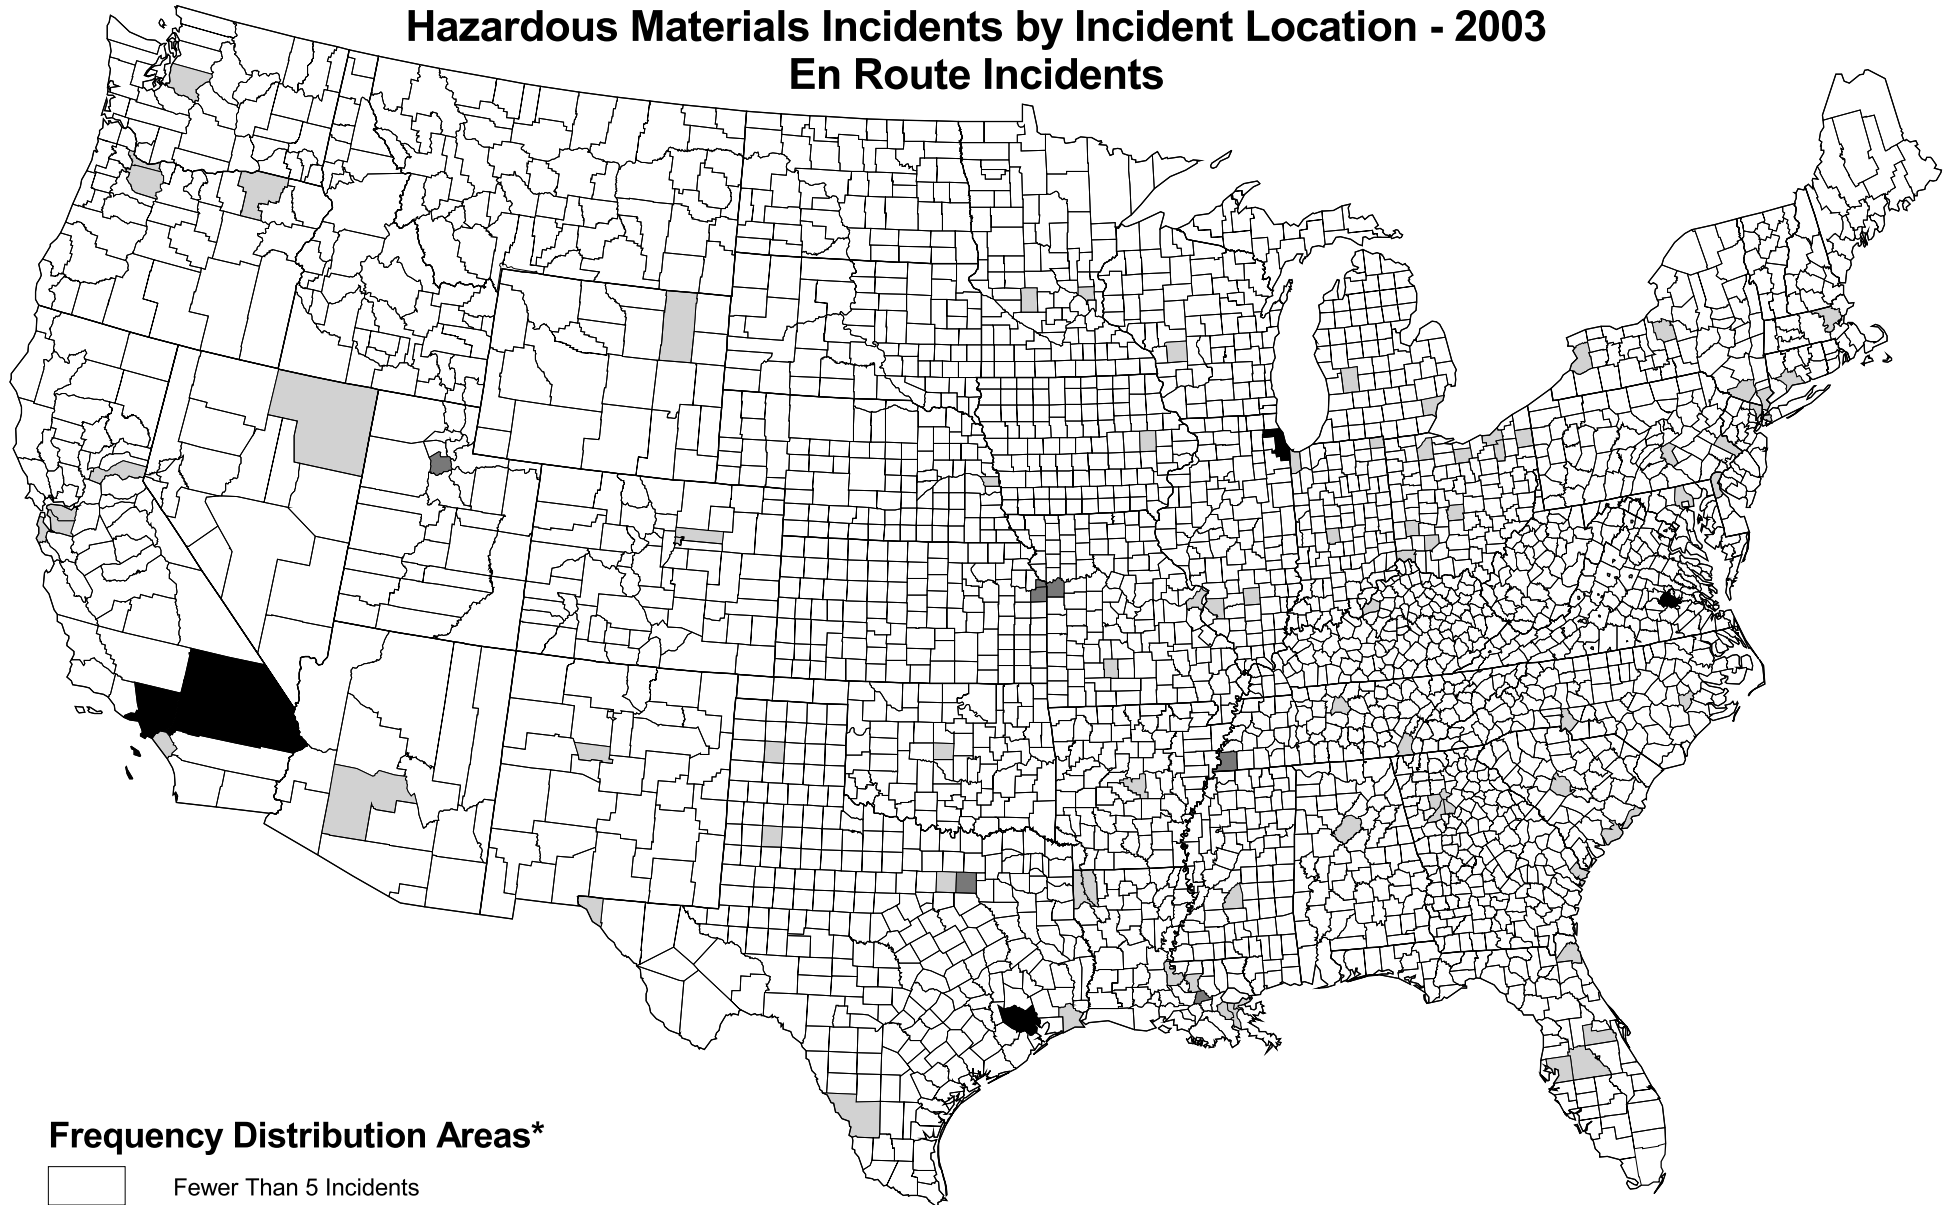 Hazardous Materials Incidents by Incident Location - 2003
En Route Incidents
Frequency Distribution Areas*
Fewer Than 5 Incidents